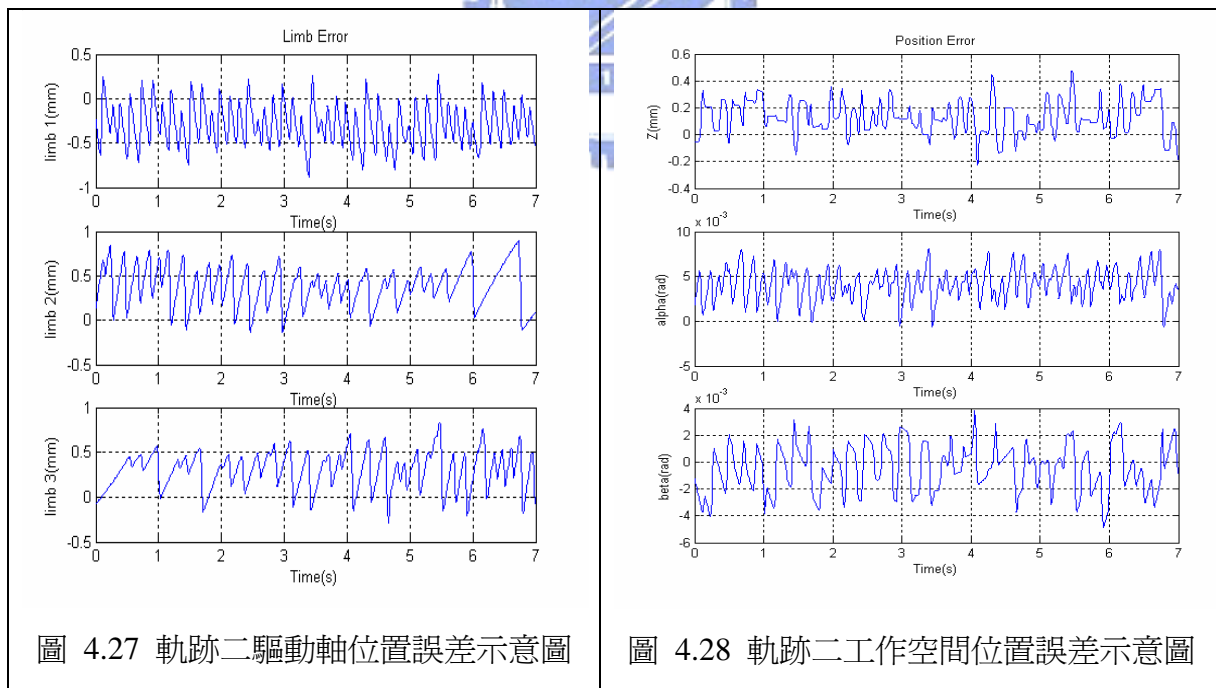 Limb Error
0.5
0
-0.5
-1
limb 1(mm)
0 1 2 3 4 5 6 7
Time(s)
1
0.5
0
-0.5
limb 2(mm)
0 1 2 3 4 5 6 7
Time(s)
1
0.5
0
-0.5
limb 3(mm)
0 1 2 3 4 5 6 7
Time(s)
圖 4.27 軌跡二驅動軸位置誤差示意圖
Position Error
0.6
0.4
0.2
0
-0.2
-0.4
Z(mm)
0 1 2 3 4 5 6 7
Time(s)
x 10-3
10
5
0
-5
alpha(rad)
0 1 2 3 4 5 6 7
Time(s)
x 10-3
4
2
0
-2
-4
-6
beta(rad)
0 1 2 3 4 5 6 7
Time(s)
圖 4.28 軌跡二工作空間位置誤差示意圖